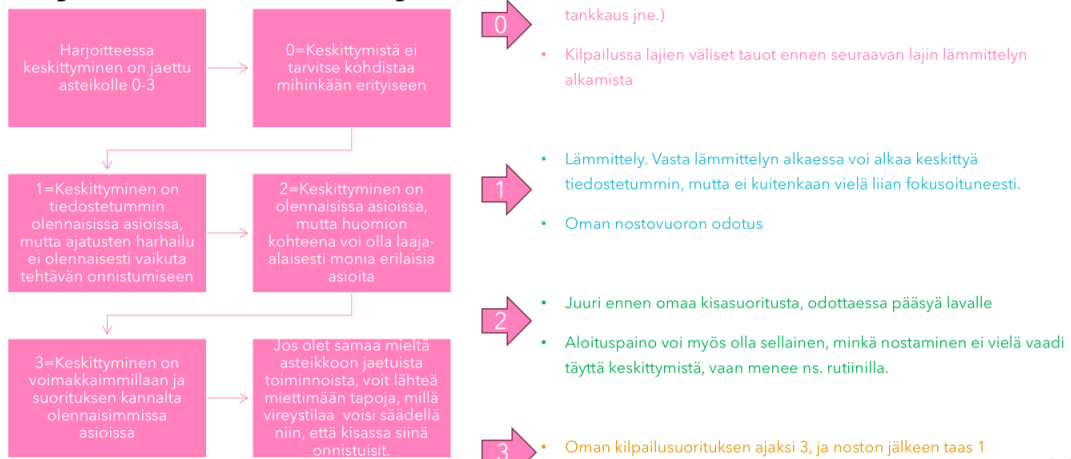 Harjoitteessa
keskittyminen on jaettu
asteikolle 0-3
0=Keskittymistä ei
tarvitse kohdistaa
mihinkään erityiseen
1=Keskittyminen on
tiedostetummin
olennaisissa asioissa,
mutta ajatusten harhailu
ei olennaisesti vaikuta
tehtävän onnistumiseen
2=Keskittyminen on
olennaisissa asioissa,
mutta huomion
kohteena voi olla laaja-
alaisesti monia erilaisia
asioita
3=Keskittyminen on
voimakkaimmillaan ja
suorituksen kannalta
olennaisimmissa
asioissa
Jos olet samaa mieltä
asteikkoon jaetuista
toiminnoista, voit lähteä
miettimään tapoja, millä
vireystilaa voisi säädellä
niin, että kisassa siinä
onnistuisit.
0
tankkaus jne.)
• Kilpailussa lajien väliset tauot ennen seuraavan lajin lämmittelyn
alkamista
1
• Lämmittely. Vasta lämmittelyn alkaessa voi alkaa keskittyä
tiedostetummin, mutta ei kuitenkaan vielä liian fokusoituneesti.
• Oman nostovuoron odotus
2
• Juuri ennen omaa kisasuoritusta, odottaessa pääsyä lavalle
• Aloituspaino voi myös olla sellainen, minkä nostaminen ei vielä vaadi
täyttä keskittymistä, vaan menee ns. rutiinilla.
3
• Oman kilpailusuorituksen ajaksi 3, ja noston jälkeen taas 1